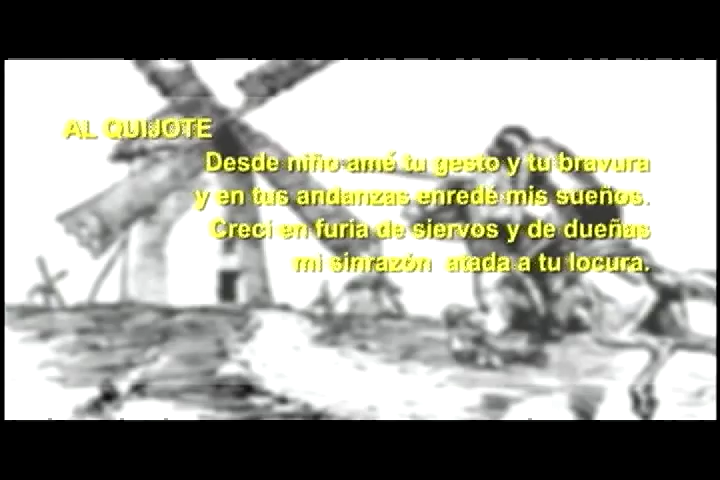 AL QUIJOTE
Desde niño amé tu gesto y tu bravura
y en tus andanzas enredé mis sueños.
Creci en furia de siervos y de dueñas
mi sinrazón atada a tu locura.